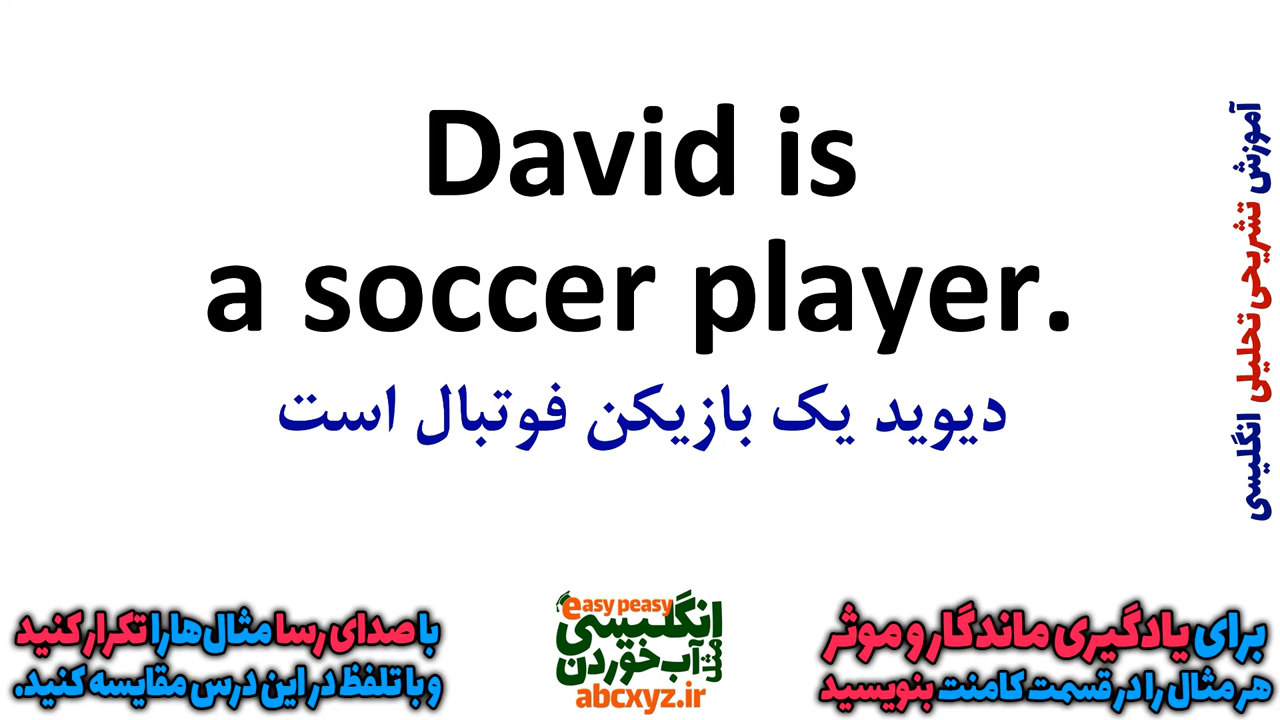 David is
a soccer player.
دیوید یک بازیکن فوتبال است
آموزش تشریحی تحلیلی انگلیسی
با صدای رسا مثال‌ها را تکرار کنید
و با تلفظ در این درس مقایسه کنید.
easy peasy
انگلیسی
مثل آب خوردن
abcxyz.ir
برای یادگیری ماندگار و موثر
هر مثال را در قسمت کامنت بنویسید